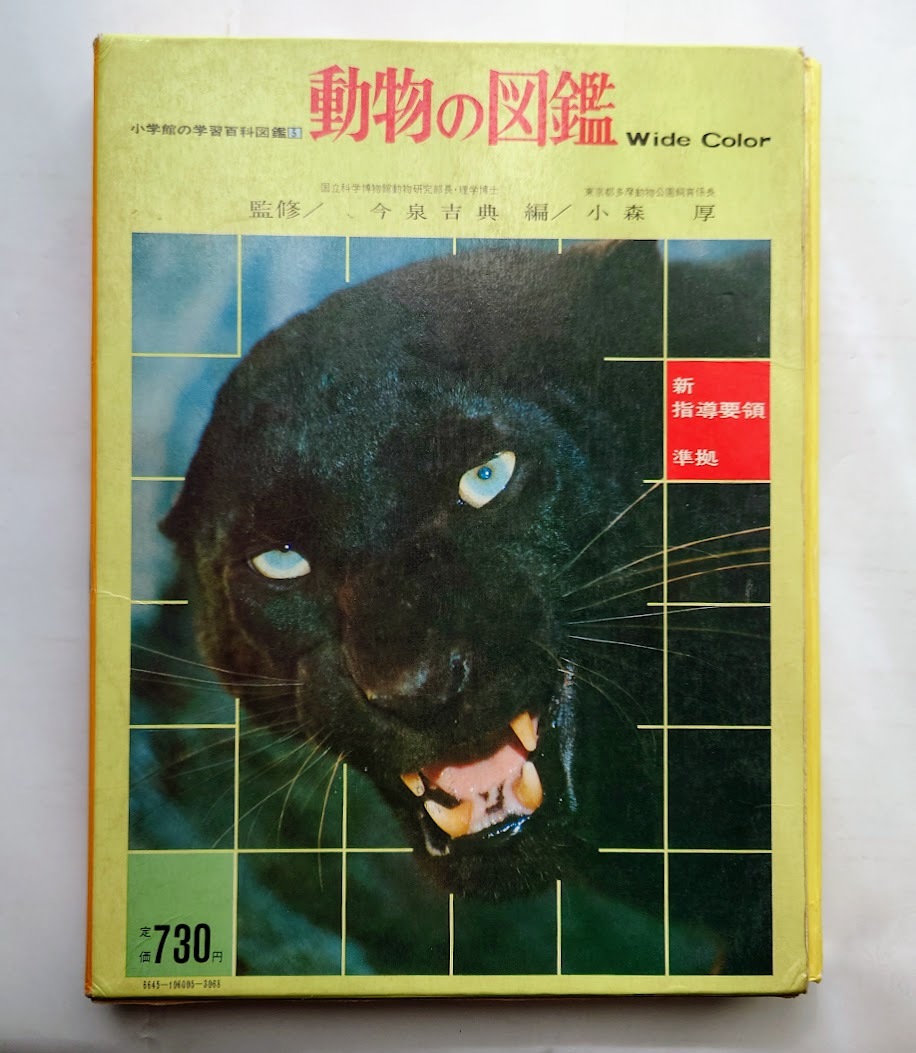 動物の図鑑
小学館の学習百科図鑑5 Wide Color
国立科学博物館動物研究部長・理学博士 東京都多摩動物公園飼育係長
監修/ 今泉吉典 編/ 小森 厚
新
指導要領
準拠
定価730円